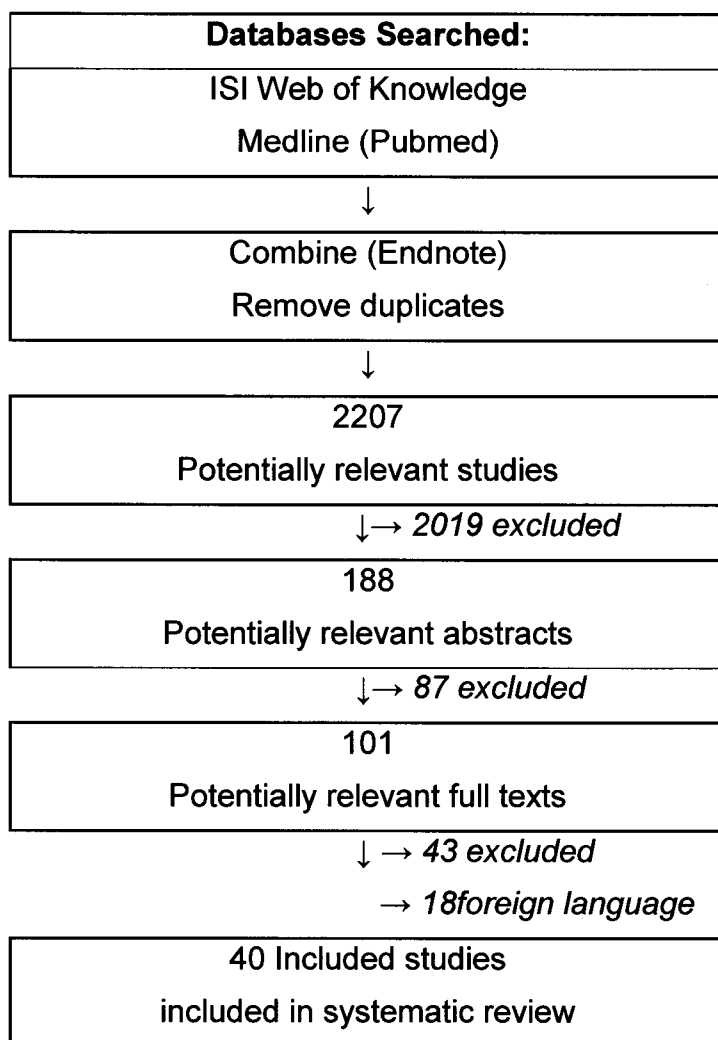 Databases Searched:
ISI Web of Knowledge
Medline (Pubmed)
↓
Combine (Endnote)
Remove duplicates
↓
2207
Potentially relevant studies
↓→ 2019 excluded
188
Potentially relevant abstracts
↓→ 87 excluded
101
Potentially relevant full texts
↓ → 43 excluded
→ 18foreign language
40 Included studies
included in systematic review